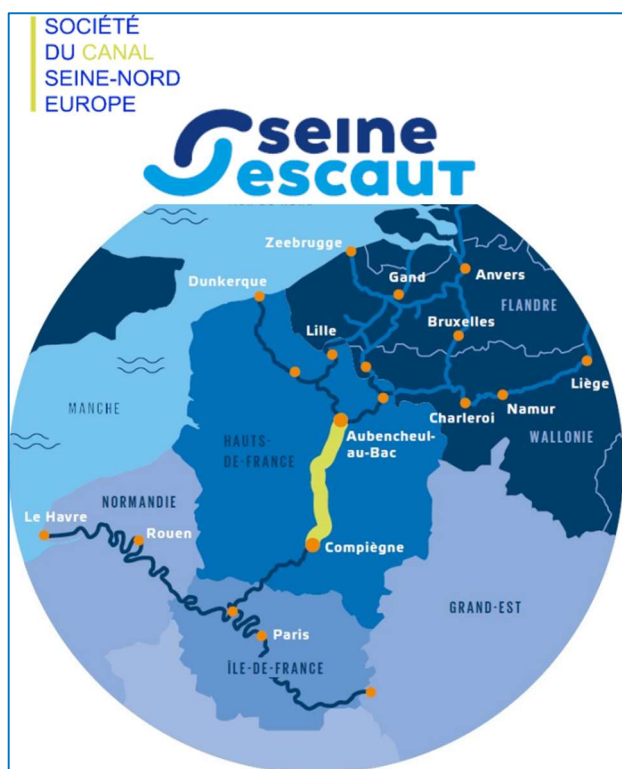 SOCIÉTÉ
DU CANAL
SEINE-NORD
EUROPE
seine
escaut
Zeebrugge
Dunkerque
Gand
Anvers
FLANDRE
Lille
Bruxelles
Liège
MANCHE
Charleroi
Namur
Aubencheul-
au-Bac
WALLONIE
HAUTS-
DE-FRANCE
NORMANDIE
Le Havre
Rouen
Compiègne
GRAND-EST
Paris
ÎLE-DE-FRANCE